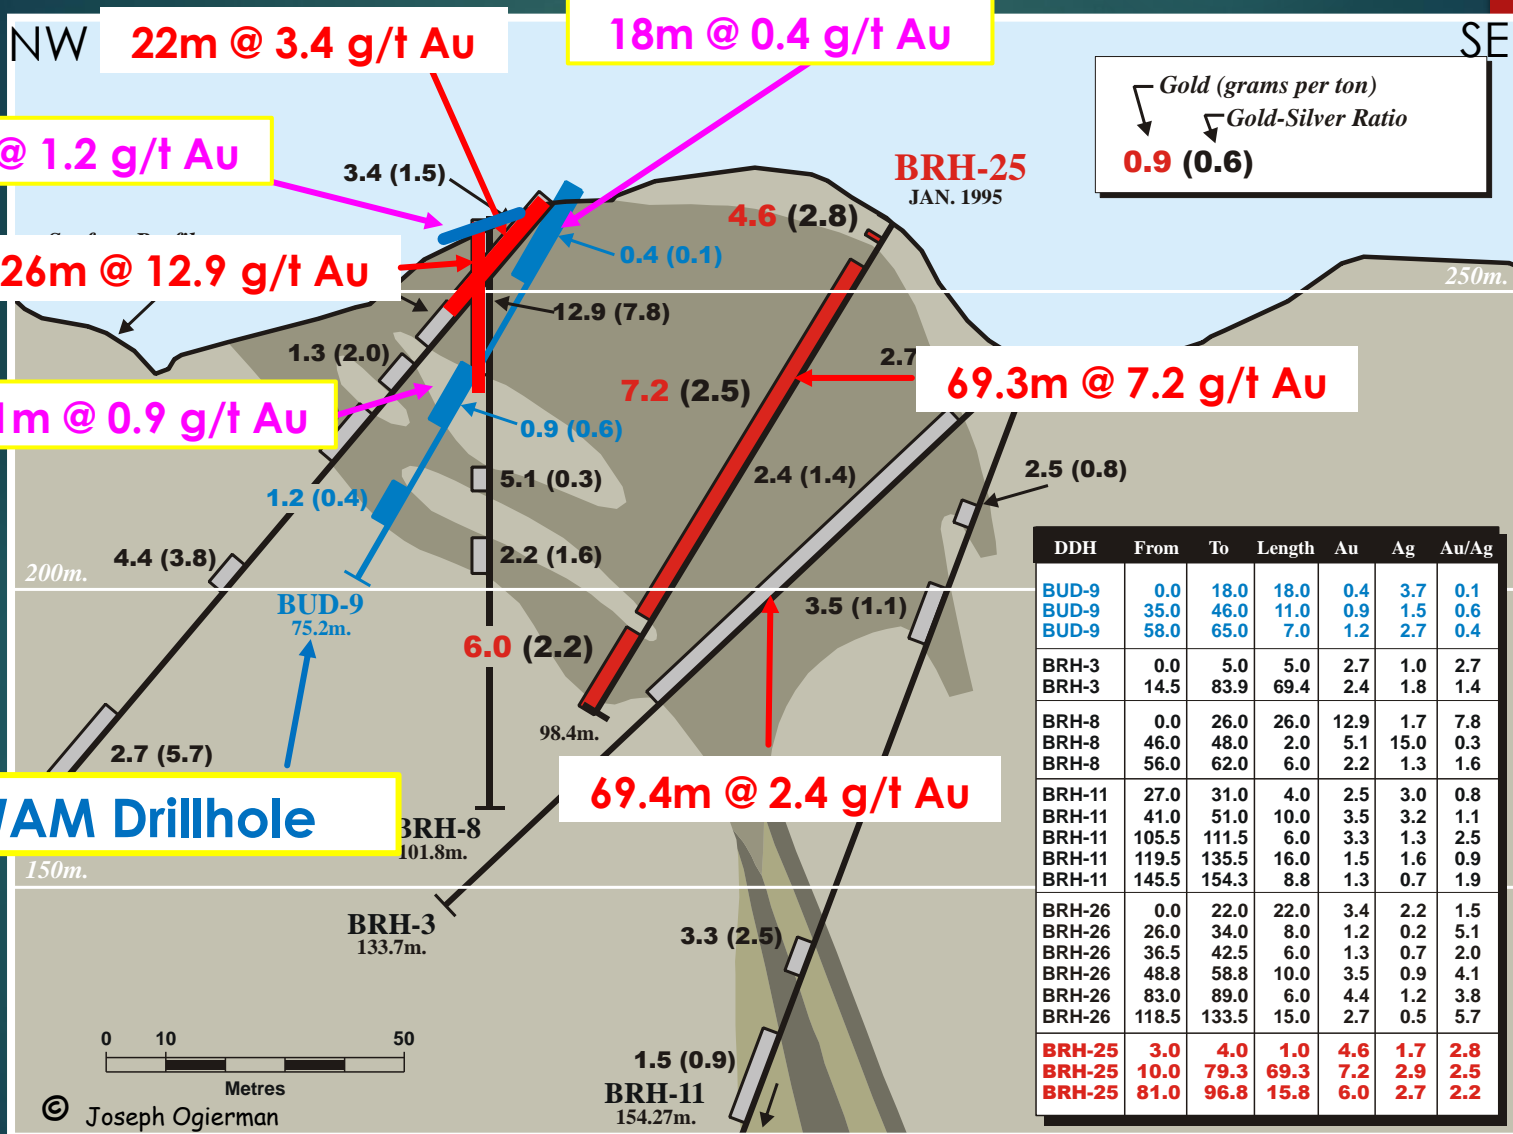 NW
22m @ 3.4 g/t Au
18m @ 0.4 g/t Au
SE
Gold (grams per ton)
Gold-Silver Ratio
0.9 (0.6)
@ 1.2 g/t Au
3.4 (1.5)
BRH-25
JAN. 1995
4.6 (2.8)
0.4 (0.1)
26m @ 12.9 g/t Au
250m.
12.9 (7.8)
1.3 (2.0)
2.7
69.3m @ 7.2 g/t Au
7.2 (2.5)
1m @ 0.9 g/t Au
0.9 (0.6)
5.1 (0.3)
2.4 (1.4)
2.5 (0.8)
1.2 (0.4)
4.4 (3.8)
2.2 (1.6)
200m.
BUD-9
75.2m.
3.5 (1.1)
6.0 (2.2)
98.4m.
2.7 (5.7)
69.4m @ 2.4 g/t Au
AM Drillhole
BRH-8
101.8m.
150m.
BRH-3
133.7m.
3.3 (2.5)
1.5 (0.9)
BRH-11
154.27m.
0 10 50
Metres
© Joseph Ogierman
DDH From To Length Au Ag Au/Ag
BUD-9 0.0 18.0 18.0 0.4 3.7 0.1
BUD-9 35.0 46.0 11.0 0.9 1.5 0.6
BUD-9 58.0 65.0 7.0 1.2 2.7 0.4
BRH-3 0.0 5.0 5.0 2.7 1.0 2.7
BRH-3 14.5 83.9 69.4 2.4 1.8 1.4
BRH-8 0.0 26.0 26.0 12.9 1.7 7.8
BRH-8 46.0 48.0 2.0 5.1 15.0 0.3
BRH-8 56.0 62.0 6.0 2.2 1.3 1.6
BRH-11 27.0 31.0 4.0 2.5 3.0 0.8
BRH-11 41.0 51.0 10.0 3.5 3.2 1.1
BRH-11 105.5 111.5 6.0 3.3 1.3 2.5
BRH-11 119.5 135.5 16.0 1.5 1.6 0.9
BRH-11 145.5 154.3 8.8 1.3 0.7 1.9
BRH-26 0.0 22.0 22.0 3.4 2.2 1.5
BRH-26 26.0 34.0 8.0 1.2 0.2 5.1
BRH-26 36.5 42.5 6.0 1.3 0.7 2.0
BRH-26 48.8 58.8 10.0 3.5 0.9 4.1
BRH-26 83.0 89.0 6.0 4.4 1.2 3.8
BRH-26 118.5 133.5 15.0 2.7 0.5 5.7
BRH-25 3.0 4.0 1.0 4.6 1.7 2.8
BRH-25 10.0 79.3 69.3 7.2 2.9 2.5
BRH-25 81.0 96.8 15.8 6.0 2.7 2.2